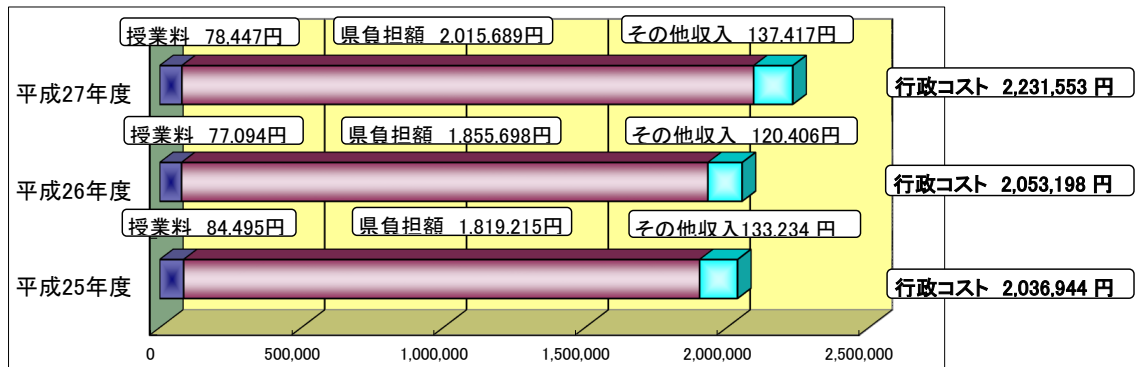 授業料 78,447円 県負担額 2,015,689円 その他収入 137,417円
平成27年度 行政コスト 2,231,553 円
授業料 77,094円 県負担額 1,855,698円 その他収入 120,406円
平成26年度 行政コスト 2,053,198 円
授業料 84,495円 県負担額 1,819,215円 その他収入133,234 円
平成25年度 行政コスト 2,036,944 円
0 500,000 1,000,000 1,500,000 2,000,000 2,500,000